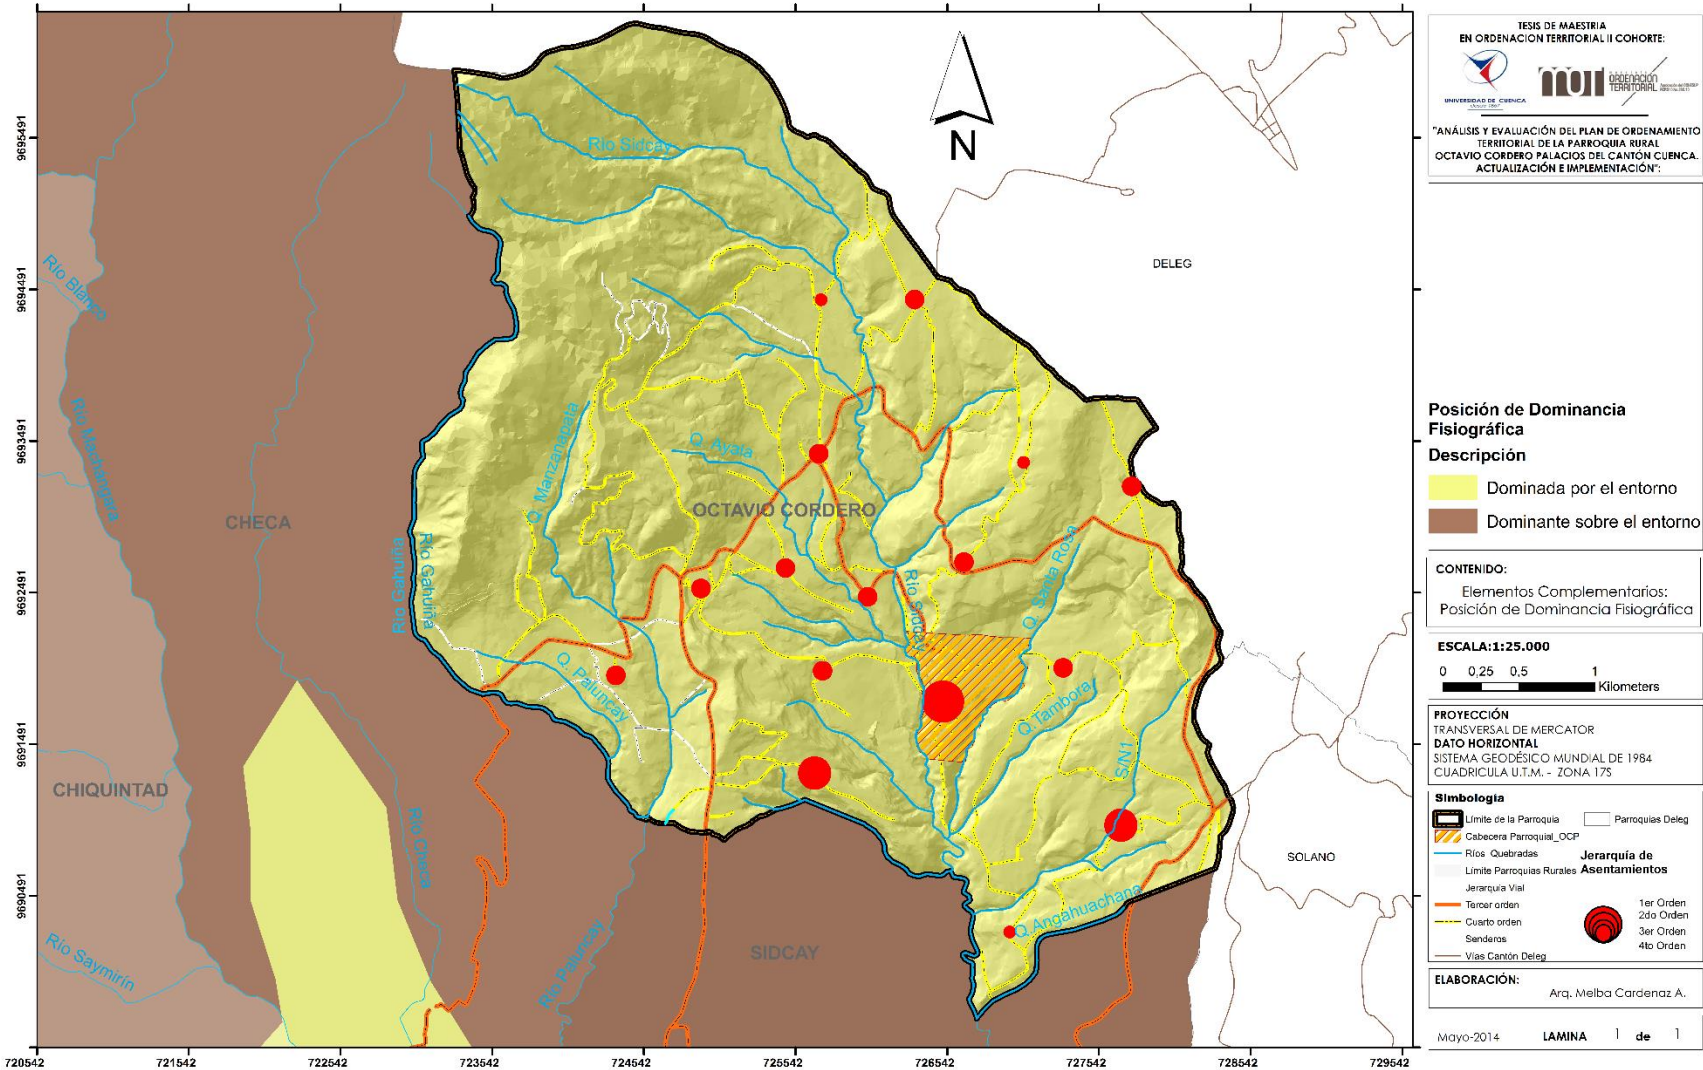 TESIS DE MAESTRIA
EN ORDENACION TERRITORIAL II COHORTE:
UNIVERSIDAD DE CUENCA
desde 1867
mot
ORDENACIÓN
TERRITORIAL
"ANÁLISIS Y EVALUACIÓN DEL PLAN DE ORDENAMIENTO
TERRITORIAL DE LA PARROQUIA RURAL
OCTAVIO CORDERO PALACIOS DEL CANTÓN CUENCA.
ACTUALIZACIÓN E IMPLEMENTACIÓN":
Posición de Dominancia
Fisiográfica
Descripción
Dominada por el entorno
Dominante sobre el entorno
CONTENIDO:
Elementos Complementarios:
Posición de Dominancia Fisiográfica
ESCALA:1:25.000
0 0,25 0,5 1
Kilometers
PROYECCIÓN
TRANSVERSAL DE MERCATOR
DATO HORIZONTAL
SISTEMA GEODÉSICO MUNDIAL DE 1984
CUADRICULA U.T.M. - ZONA 17S
Simbología
Límite de la Parroquia
Parroquias Deleg
Cabecera Parroquial_OCP
Ríos Quebradas
Límite Parroquias Rurales
Jerarquía Vial
Tercer orden
Cuarto orden
Senderos
Vías Cantón Deleg
Jerarquía de
Asentamientos
1er Orden
2do Orden
3er Orden
4to Orden
ELABORACIÓN:
Arq. Melba Cardenaz A.
Mayo-2014 LAMINA 1 de 1
N
DELEG
SOLANO
CHECA
CHIQUINTAD
SIDCAY
OCTAVIO CORDERO
Río Sidcay
Río Blanco
Río Machángara
Q. Manzanapata
Q. Ayala
Río Gahuiña
Río Gahuiña
Río Sidcay
Q. Santa Rosa
Q. Paluncay
Q. Tambora
S/N1
Q. Angahuachana
Río Checa
Río Paluncay
Río Saymirín
9695491
9694491
9693491
9692491
9691491
9690491
720542 721542 722542 723542 724542 725542 726542 727542 728542 729542